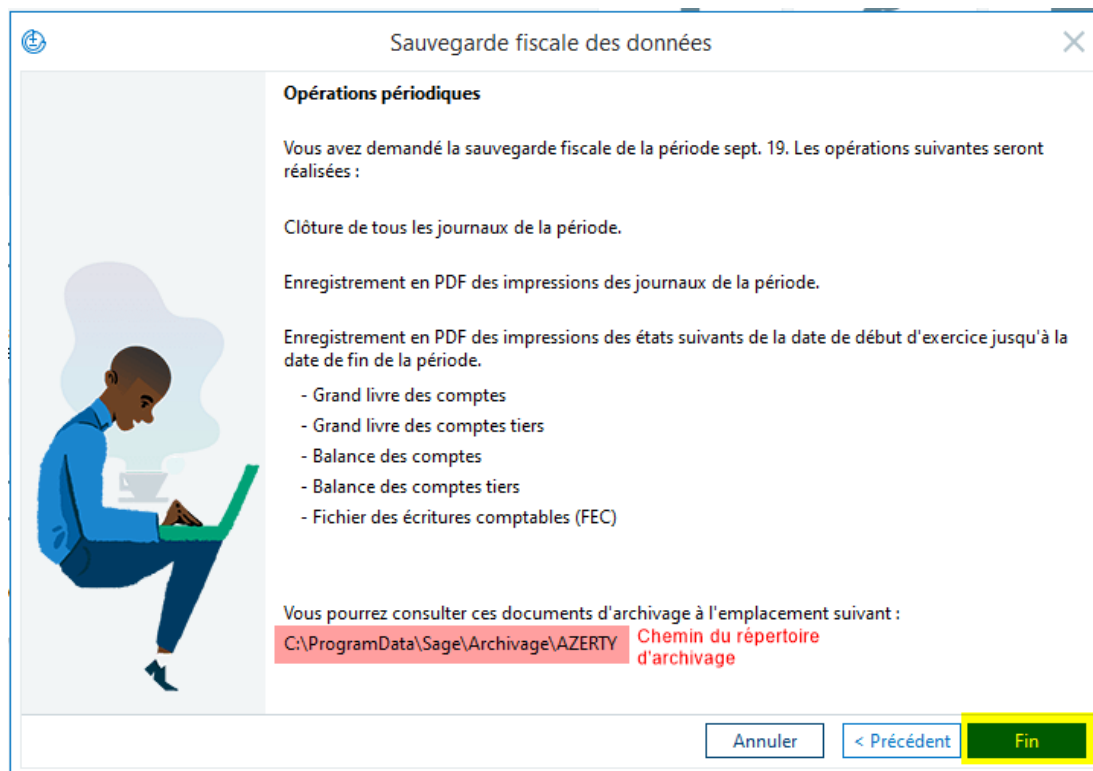 Sauvegarde fiscale des données
Opérations périodiques
Vous avez demandé la sauvegarde fiscale de la période sept. 19. Les opérations suivantes seront
réalisées :
Clôture de tous les journaux de la période.
Enregistrement en PDF des impressions des journaux de la période.
Enregistrement en PDF des impressions des états suivants de la date de début d'exercice jusqu'à la
date de fin de la période.
- Grand livre des comptes
- Grand livre des comptes tiers
- Balance des comptes
- Balance des comptes tiers
- Fichier des écritures comptables (FEC)
Vous pourrez consulter ces documents d'archivage à l'emplacement suivant :
C:\ProgramData\Sage\Archivage\AZERTY
Chemin du répertoire
d'archivage
Annuler
< Précédent
Fin